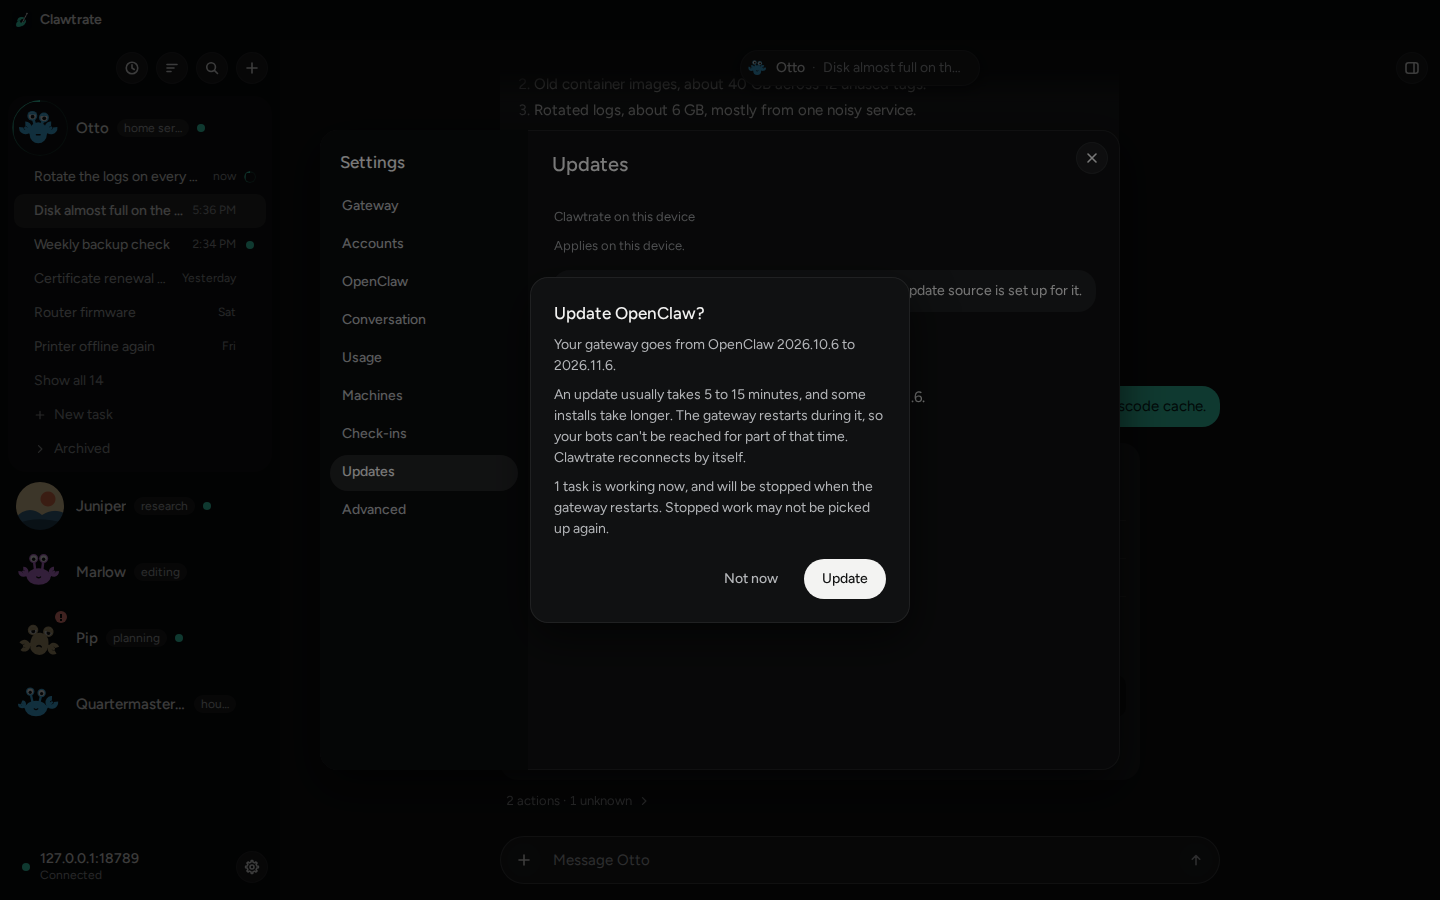 Clawtrate
Otto · Disk almost full on th...
2. Old container images, about 40 GB across 12 unused tags.
3. Rotated logs, about 6 GB, mostly from one noisy service.
Otto home ser...
Rotate the logs on every ... now
Disk almost full on the ... 5:36 PM
Weekly backup check 2:34 PM
Certificate renewal ... Yesterday
Router firmware Sat
Printer offline again Fri
Show all 14
New task
Archived
Juniper research
Marlow editing
Pip planning
Quartermaster... hou...
127.0.0.1:18789
Connected
Settings
Gateway
Accounts
OpenClaw
Conversation
Usage
Machines
Check-ins
Updates
Advanced
Updates
Clawtrate on this device
Applies on this device.
pdate source is set up for it.
.6.
scode cache.
Update OpenClaw?
Your gateway goes from OpenClaw 2026.10.6 to
2026.11.6.
An update usually takes 5 to 15 minutes, and some
installs take longer. The gateway restarts during it, so
your bots can't be reached for part of that time.
Clawtrate reconnects by itself.
1 task is working now, and will be stopped when the
gateway restarts. Stopped work may not be picked
up again.
Not now
Update
2 actions · 1 unknown
Message Otto